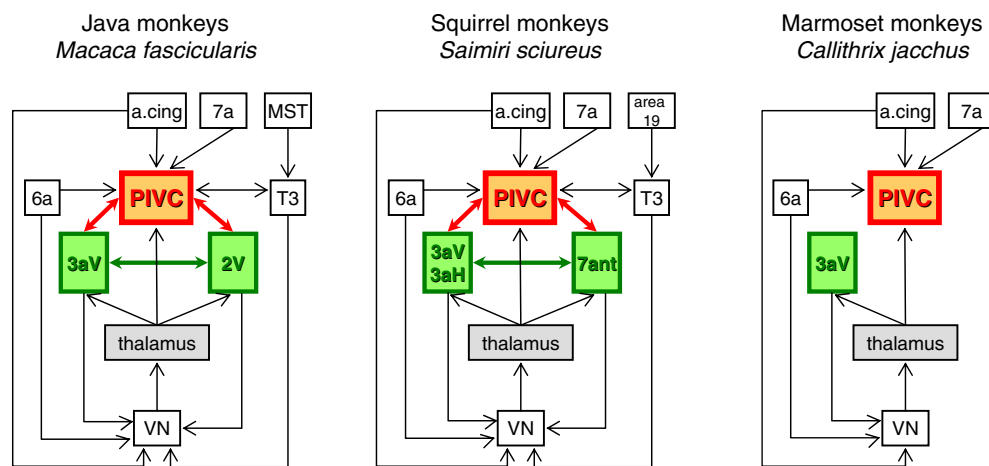 Java monkeys
Macaca fascicularis
a.cing
7a
MST
6a
PIVC
T3
3aV
2V
thalamus
VN
Squirrel monkeys
Saimiri sciureus
a.cing
7a
area
19
6a
PIVC
T3
3aV
3aH
7ant
thalamus
VN
Marmoset monkeys
Callithrix jacchus
a.cing
7a
6a
PIVC
3aV
thalamus
VN